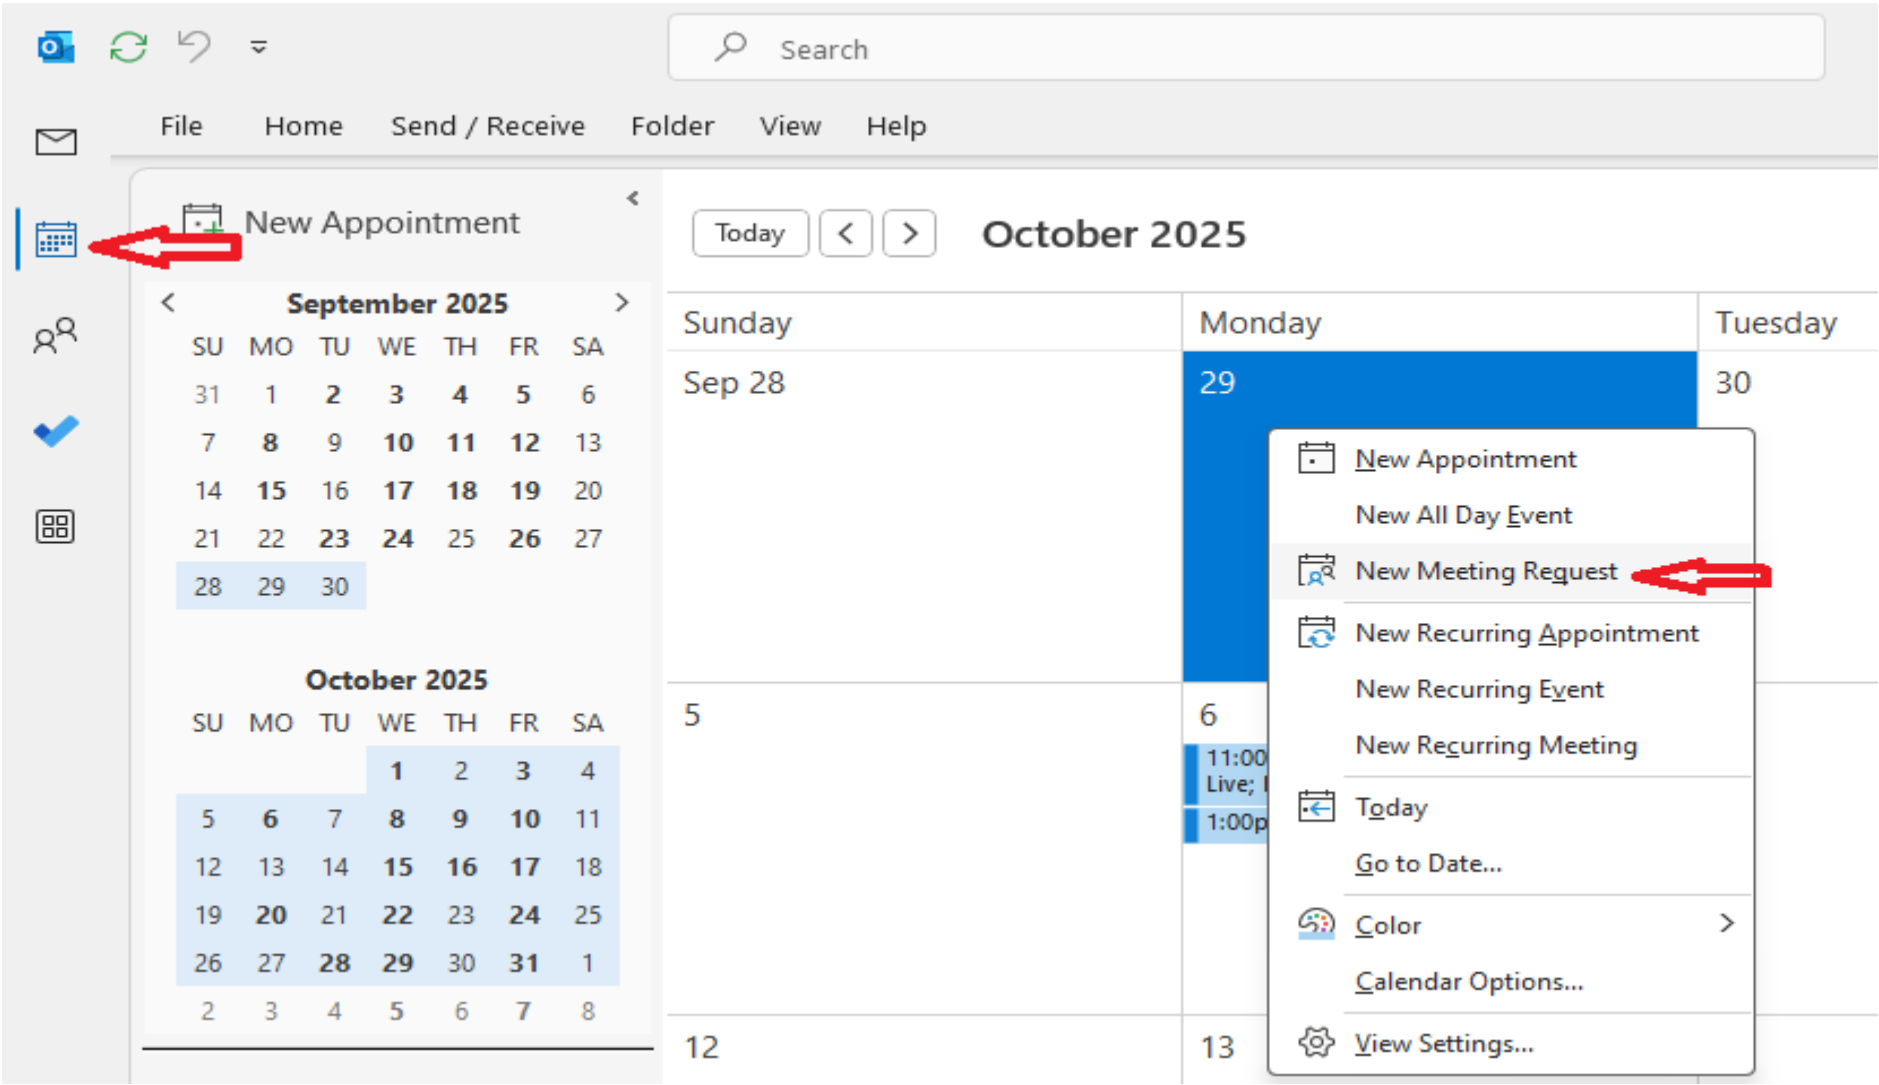 Search
File Home Send / Receive Folder View Help
New Appointment
September 2025
SU MO TU WE TH FR SA
31 1 2 3 4 5 6
7 8 9 10 11 12 13
14 15 16 17 18 19 20
21 22 23 24 25 26 27
28 29 30
October 2025
SU MO TU WE TH FR SA
1 2 3 4
5 6 7 8 9 10 11
12 13 14 15 16 17 18
19 20 21 22 23 24 25
26 27 28 29 30 31 1
2 3 4 5 6 7 8
Today October 2025
Sunday Monday Tuesday
Sep 28 29 30
5 6
11:00
Live;
1:00p
12 13
New Appointment
New All Day Event
New Meeting Request
New Recurring Appointment
New Recurring Event
New Recurring Meeting
Today
Go to Date...
Color
Calendar Options...
View Settings...